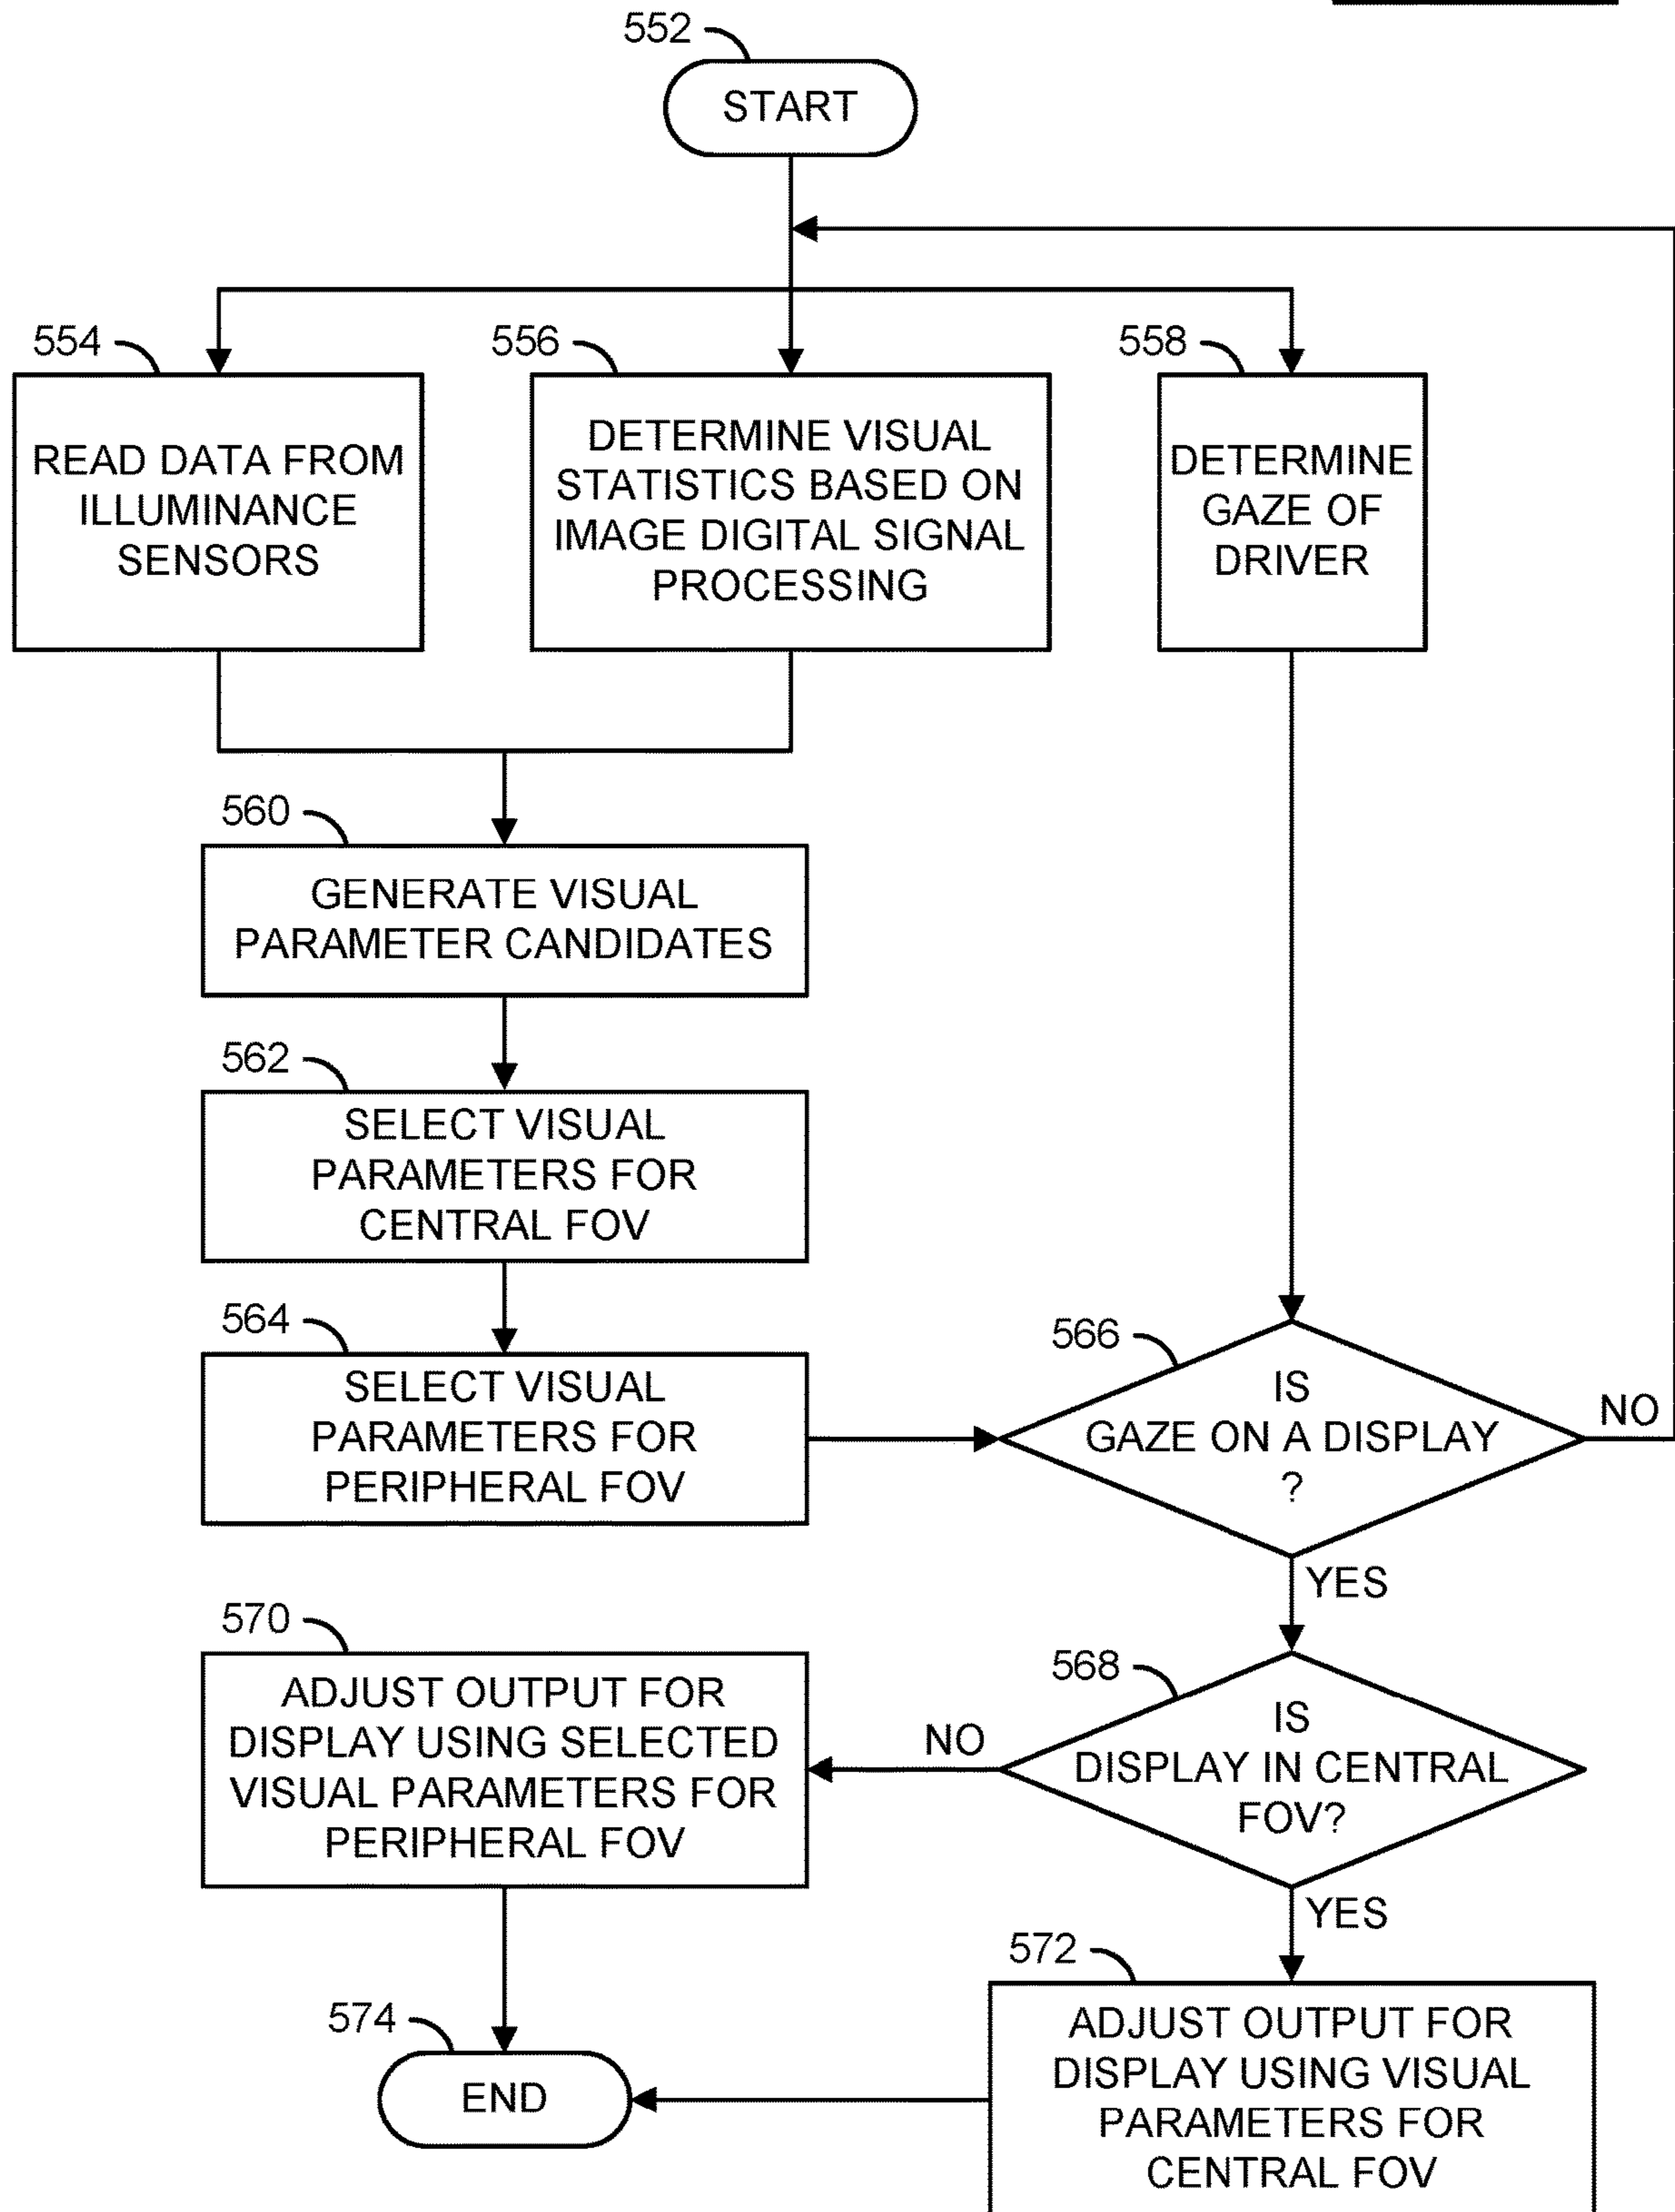 552
START
554
READ DATA FROM
ILLUMINANCE
SENSORS
556
DETERMINE VISUAL
STATISTICS BASED ON
IMAGE DIGITAL SIGNAL
PROCESSING
558
DETERMINE
GAZE OF
DRIVER
560
GENERATE VISUAL
PARAMETER CANDIDATES
562
SELECT VISUAL
PARAMETERS FOR
CENTRAL FOV
564
SELECT VISUAL
PARAMETERS FOR
PERIPHERAL FOV
566
IS
GAZE ON A DISPLAY
?
NO
YES
568
IS
DISPLAY IN CENTRAL
FOV?
NO
YES
570
ADJUST OUTPUT FOR
DISPLAY USING SELECTED
VISUAL PARAMETERS FOR
PERIPHERAL FOV
572
ADJUST OUTPUT FOR
DISPLAY USING VISUAL
PARAMETERS FOR
CENTRAL FOV
574
END